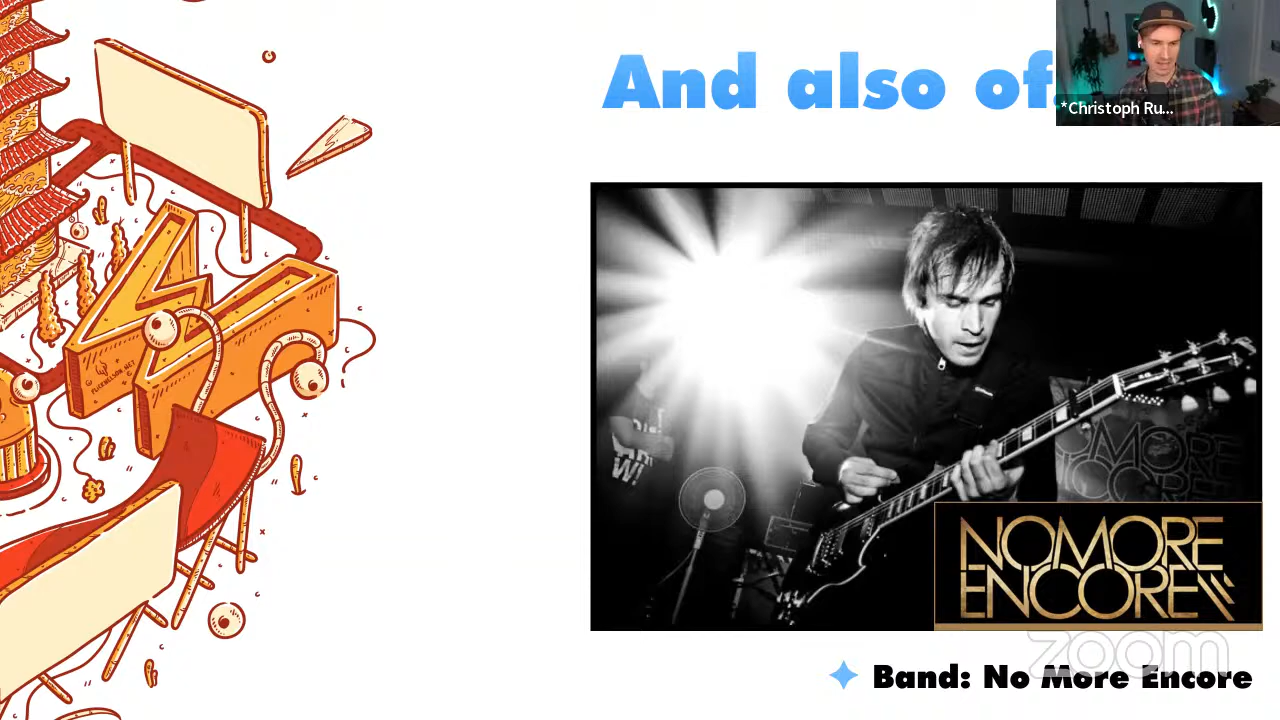 And also of
*Christoph Ru...
NOMORE
ENCORE
zoom
Band: No More Encore